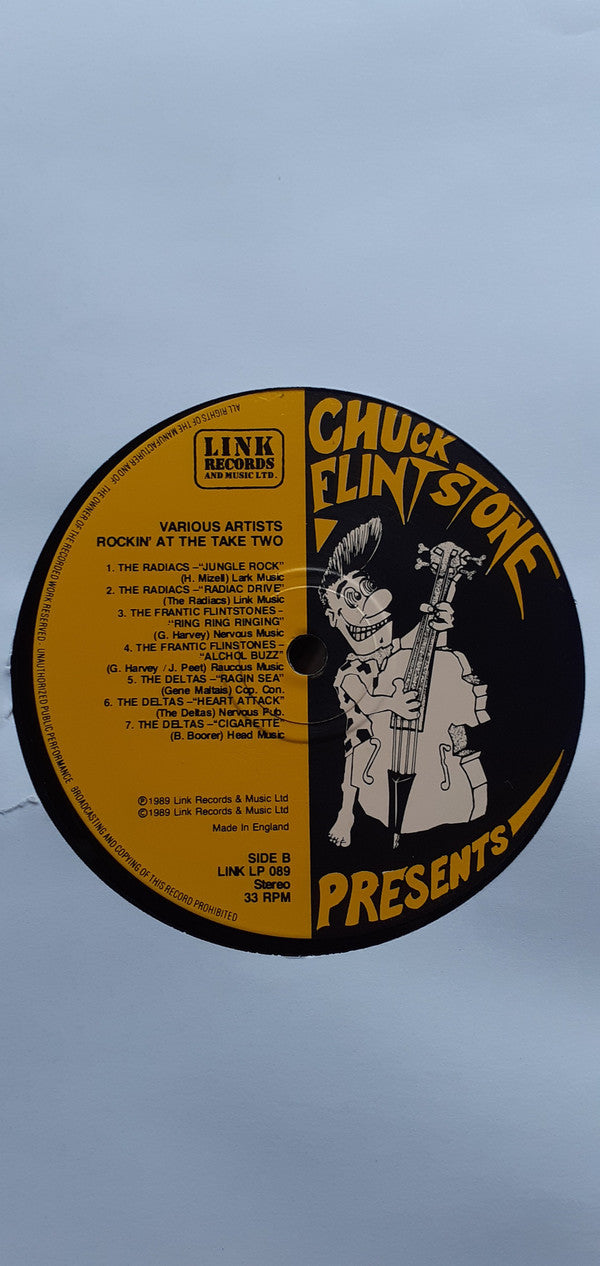 LINK
RECORDS
AND MUSIC LTD.
VARIOUS ARTISTS
ROCKIN' AT THE TAKE TWO
1. THE RADIACS –"JUNGLE ROCK"
(H. Mizell) Lark Music
2. THE RADIACS –"RADIAC DRIVE"
(The Radiacs) Link Music
3. THE FRANTIC FLINTSTONES –
"RING RING RINGING"
(G. Harvey) Nervous Music
4. THE FRANTIC FLINSTONES –
"ALCHOL BUZZ"
(G. Harvey / J. Peet) Raucous Music
5. THE DELTAS –"RAGIN SEA"
(Gene Maltais) Cop. Con.
6. THE DELTAS –"HEART ATTACK"
(The Deltas) Nervous Pub.
7. THE DELTAS –"CIGARETTE"
(B. Boorer) Head Music
℗1989 Link Records & Music Ltd
©1989 Link Records & Music Ltd
Made in England
SIDE B
LINK LP 089
Stereo
33 RPM
CHUCK
FLINTSTONE
PRESENTS
ALL RIGHTS OF THE MANUFACTURER AND OF THE OWNER OF THE RECORDED WORK RESERVED · UNAUTHORIZED PUBLIC PERFORMANCE BROADCASTING AND COPYING OF THIS RECORD PROHIBITED